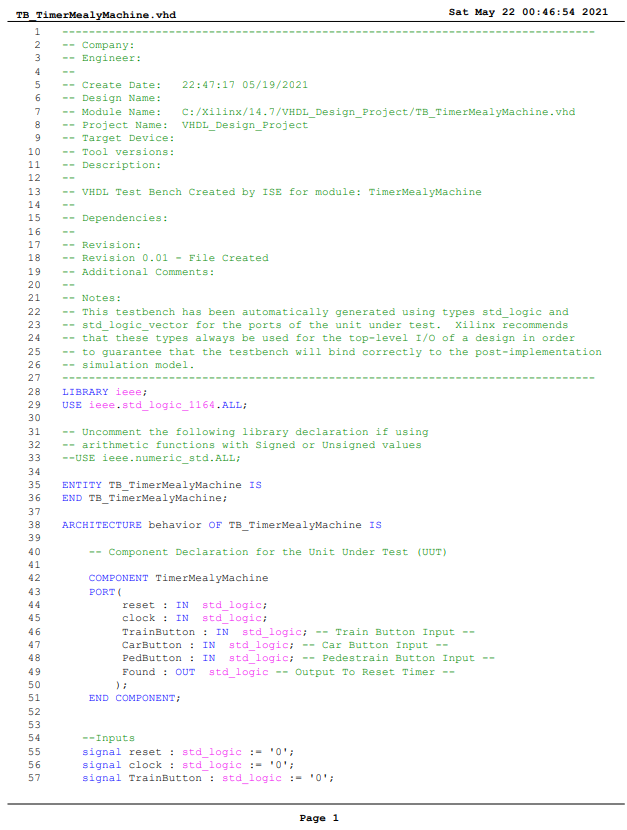 TB_TimerMealyMachine.vhd Sat May 22 00:46:54 2021
1 --------------------------------------------------------------------------------
2 -- Company:
3 -- Engineer:
4 --
5 -- Create Date:   22:47:17 05/19/2021
6 -- Design Name:
7 -- Module Name:   C:/Xilinx/14.7/VHDL_Design_Project/TB_TimerMealyMachine.vhd
8 -- Project Name:  VHDL_Design_Project
9 -- Target Device:
10 -- Tool versions:
11 -- Description:
12 --
13 -- VHDL Test Bench Created by ISE for module: TimerMealyMachine
14 --
15 -- Dependencies:
16 --
17 -- Revision:
18 -- Revision 0.01 - File Created
19 -- Additional Comments:
20 --
21 -- Notes:
22 -- This testbench has been automatically generated using types std_logic and
23 -- std_logic_vector for the ports of the unit under test.  Xilinx recommends
24 -- that these types always be used for the top-level I/O of a design in order
25 -- to guarantee that the testbench will bind correctly to the post-implementation
26 -- simulation model.
27 --------------------------------------------------------------------------------
28 LIBRARY ieee;
29 USE ieee.std_logic_1164.ALL;
30
31 -- Uncomment the following library declaration if using
32 -- arithmetic functions with Signed or Unsigned values
33 --USE ieee.numeric_std.ALL;
34
35 ENTITY TB_TimerMealyMachine IS
36 END TB_TimerMealyMachine;
37
38 ARCHITECTURE behavior OF TB_TimerMealyMachine IS
39
40     -- Component Declaration for the Unit Under Test (UUT)
41
42     COMPONENT TimerMealyMachine
43     PORT(
44          reset : IN  std_logic;
45          clock : IN  std_logic;
46          TrainButton : IN  std_logic; -- Train Button Input --
47          CarButton : IN  std_logic; -- Car Button Input --
48          PedButton : IN  std_logic; -- Pedestrain Button Input --
49          Found : OUT  std_logic -- Output To Reset Timer --
50         );
51     END COMPONENT;
52
53
54    --Inputs
55    signal reset : std_logic := '0';
56    signal clock : std_logic := '0';
57    signal TrainButton : std_logic := '0';
Page 1